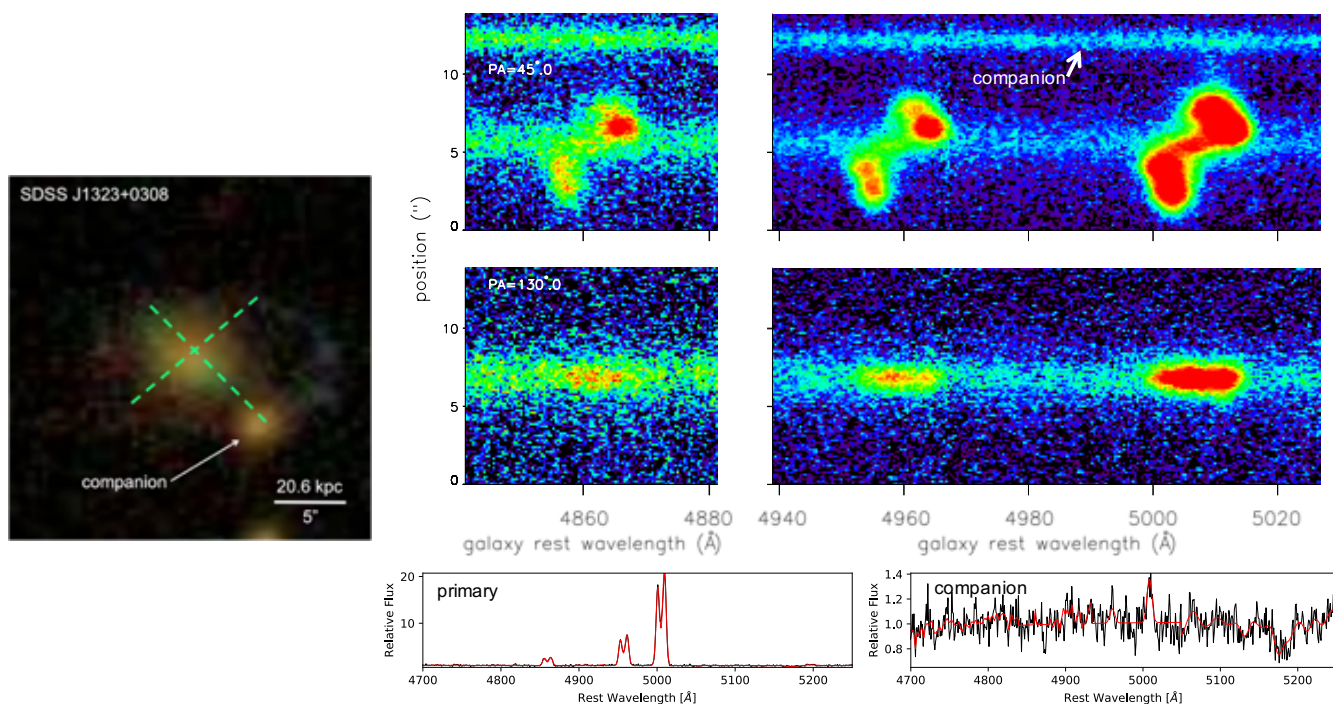 SDSS J1323+0308
companion
20.6 kpc
5"
PA=45°.0
companion
10
5
0
position (")
PA=130°.0
10
5
0
4860 4880 4940 4960 4980 5000 5020
galaxy rest wavelength (Å) galaxy rest wavelength (Å)
primary
20
10
Relative Flux
4700 4800 4900 5000 5100 5200
Rest Wavelength [Å]
companion
1.4
1.2
1.0
0.8
Relative Flux
4700 4800 4900 5000 5100 5200
Rest Wavelength [Å]